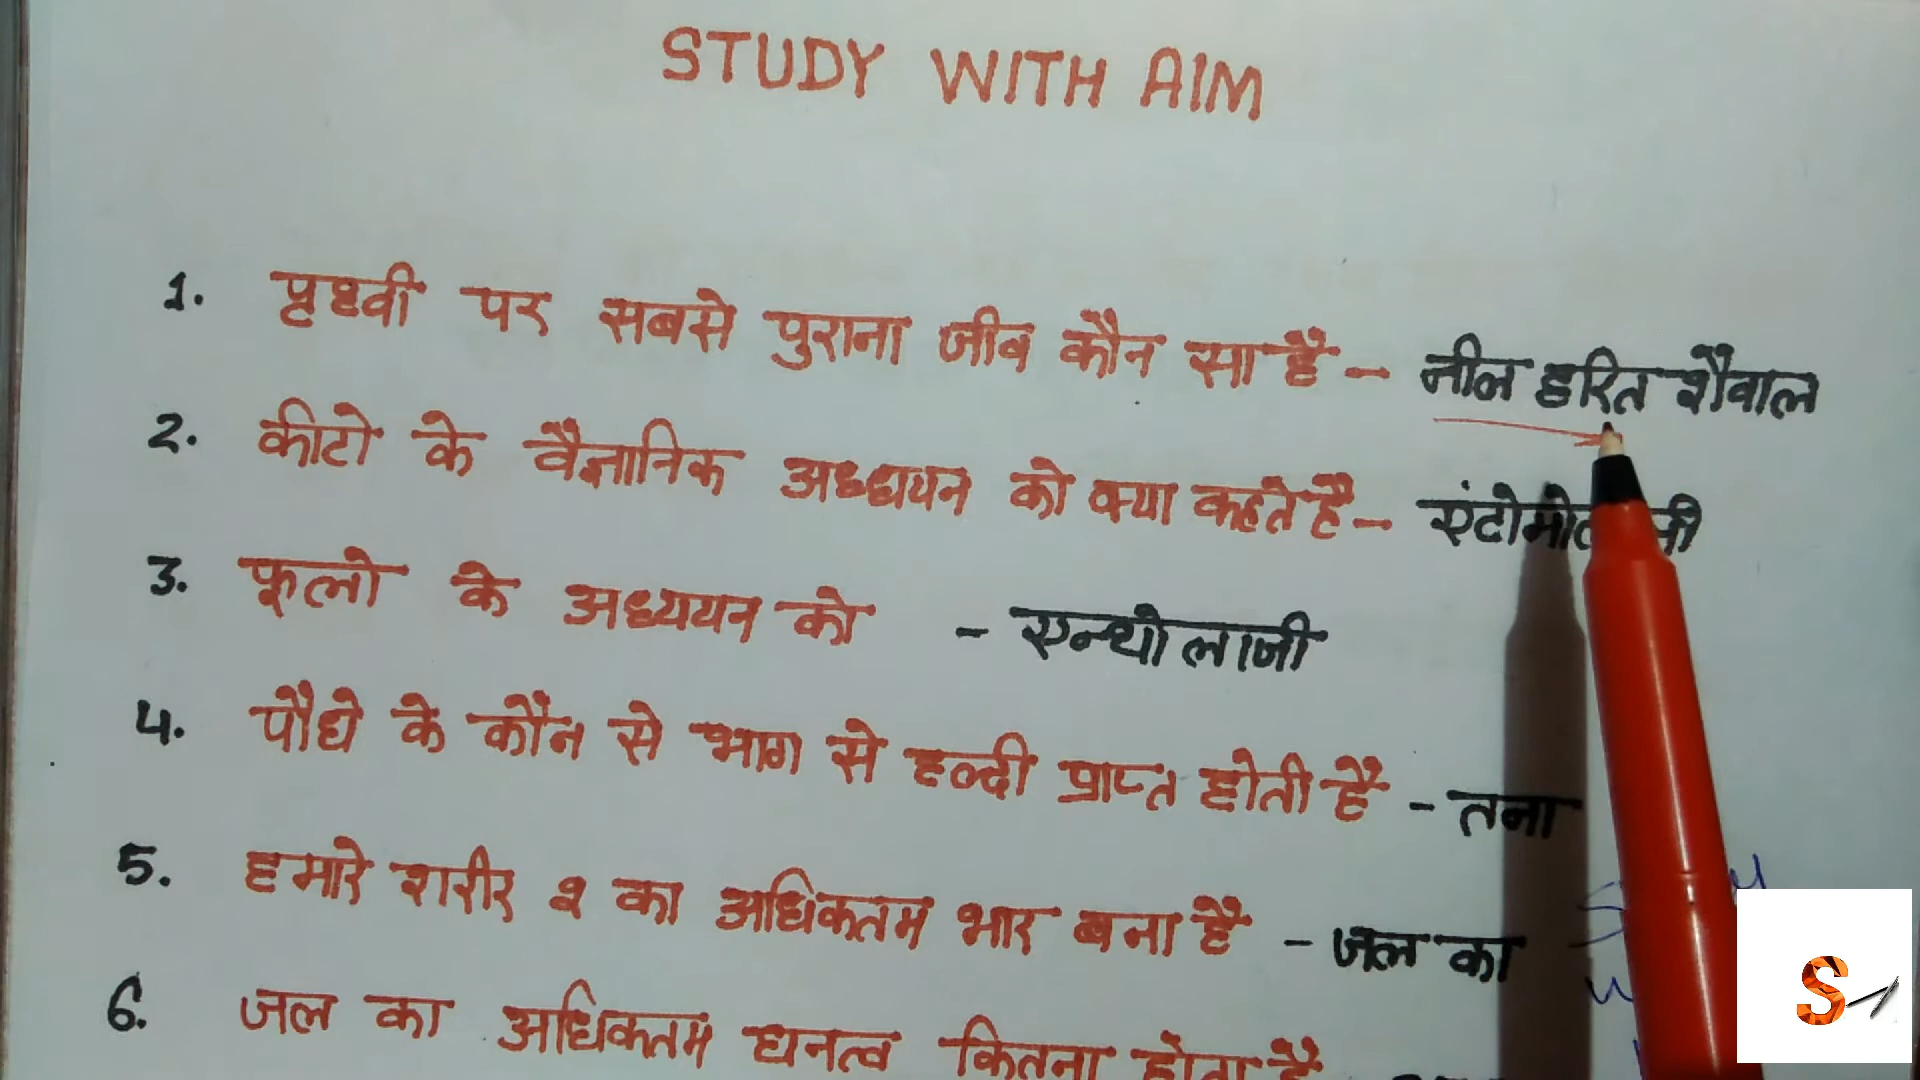 STUDY WITH AIM
1. पृथ्वी पर सबसे पुराना जीव कौन सा है - नील हरित शैवाल
2. कीटो के वैज्ञानिक अध्ध्ययन को क्या कहते है -
3. फूलो के अध्ययन को - एन्थोलाजी
4. पौधे के कौन से भाग से हल्दी प्राप्त होती है - तना
5. हमारे शरीर का अधिकतम भार बना है - जल का
6. जल का अधिकतम घनत्व कितना होता है
S